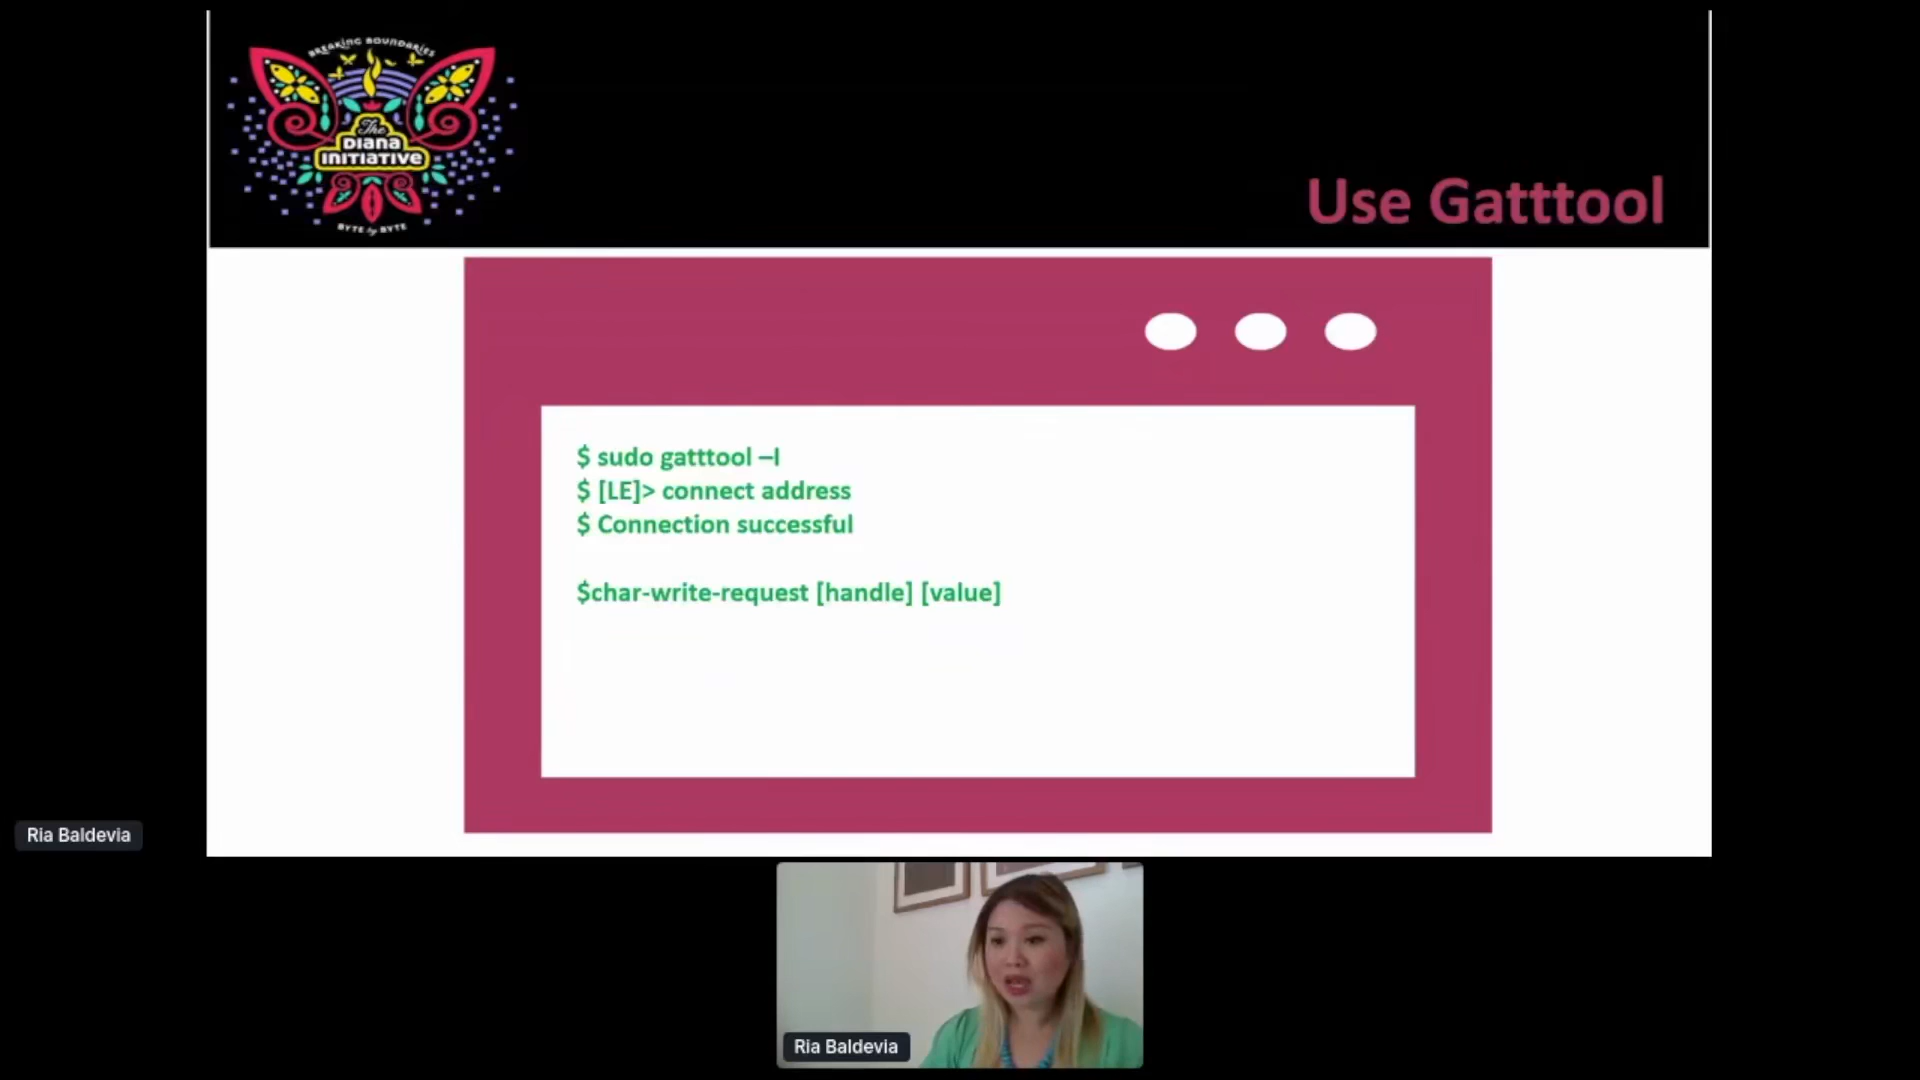 BREAKING BOUNDARIES
The
Diana
INITIATIVE
BYTE by BYTE
Use Gatttool
$ sudo gatttool –I
$ [LE]> connect address
$ Connection successful
$char-write-request [handle] [value]
Ria Baldevia
Ria Baldevia